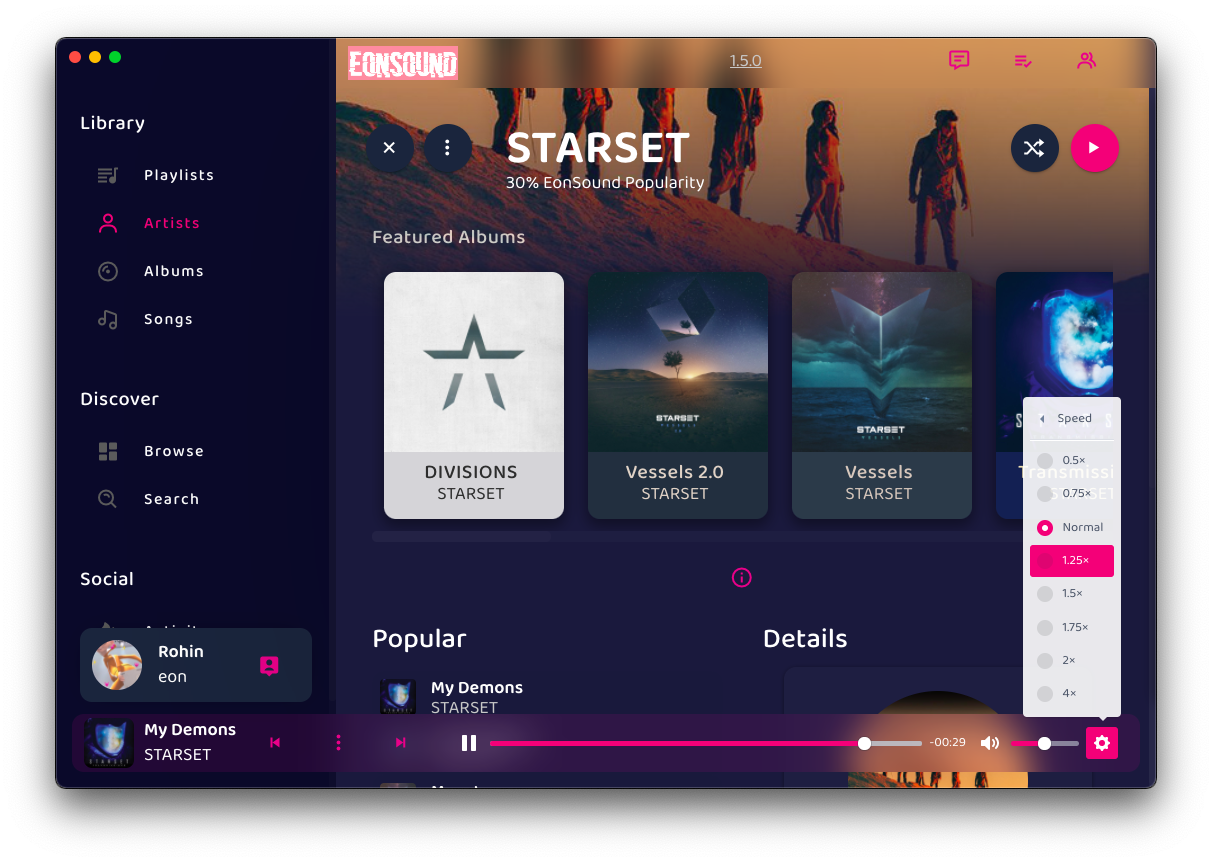 EONSOUND
1.5.0
Library
Playlists
Artists
Albums
Songs
Discover
Browse
Search
Social
Rohin
eon
STARSET
30% EonSound Popularity
Featured Albums
STARSET
VESSELS
STARSET
VESSELS
DIVISIONS
STARSET
Vessels 2.0
STARSET
Vessels
STARSET
Speed
0.5×
0.75×
Normal
1.25×
1.5×
1.75×
2×
4×
Popular
Details
My Demons
STARSET
My Demons
STARSET
-00:29